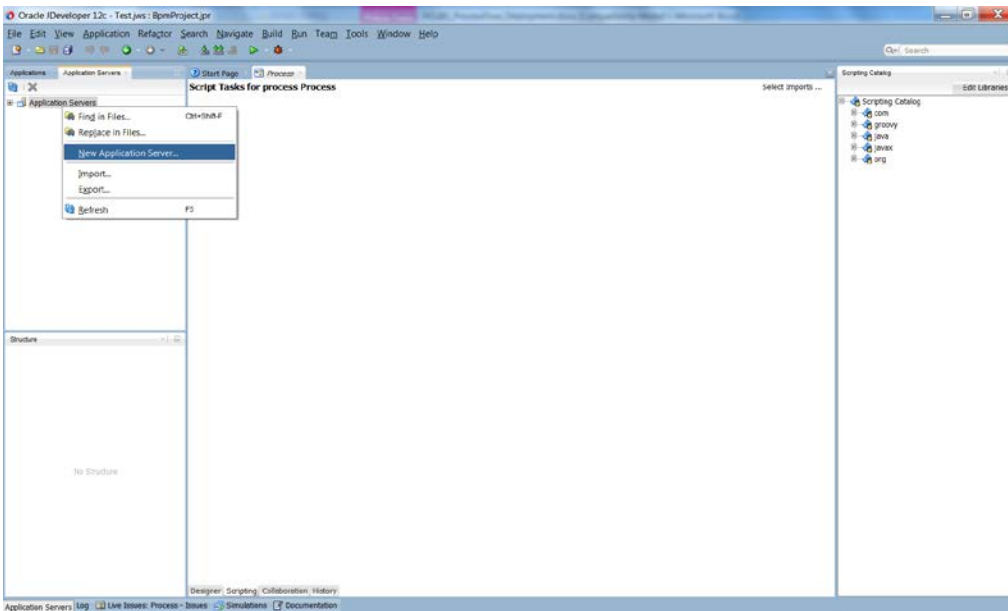 Oracle JDeveloper 12c - Test.jws : BpmProject.jpr
File Edit View Application Refactor Search Navigate Build Run Team Tools Window Help
Search
Applications Application Servers Start Page Process Scripting Catalog
Script Tasks for process Process Select Imports ... Edit Libraries
Application Servers
Find in Files... Ctrl+Shift-F
Replace in Files...
New Application Server...
Import...
Export...
Refresh F5
Scripting Catalog
com
groovy
java
javax
org
Structure
No Structure
Designer Scripting Collaboration History
Application Servers Log Live Issues: Process - Issues Simulations Documentation